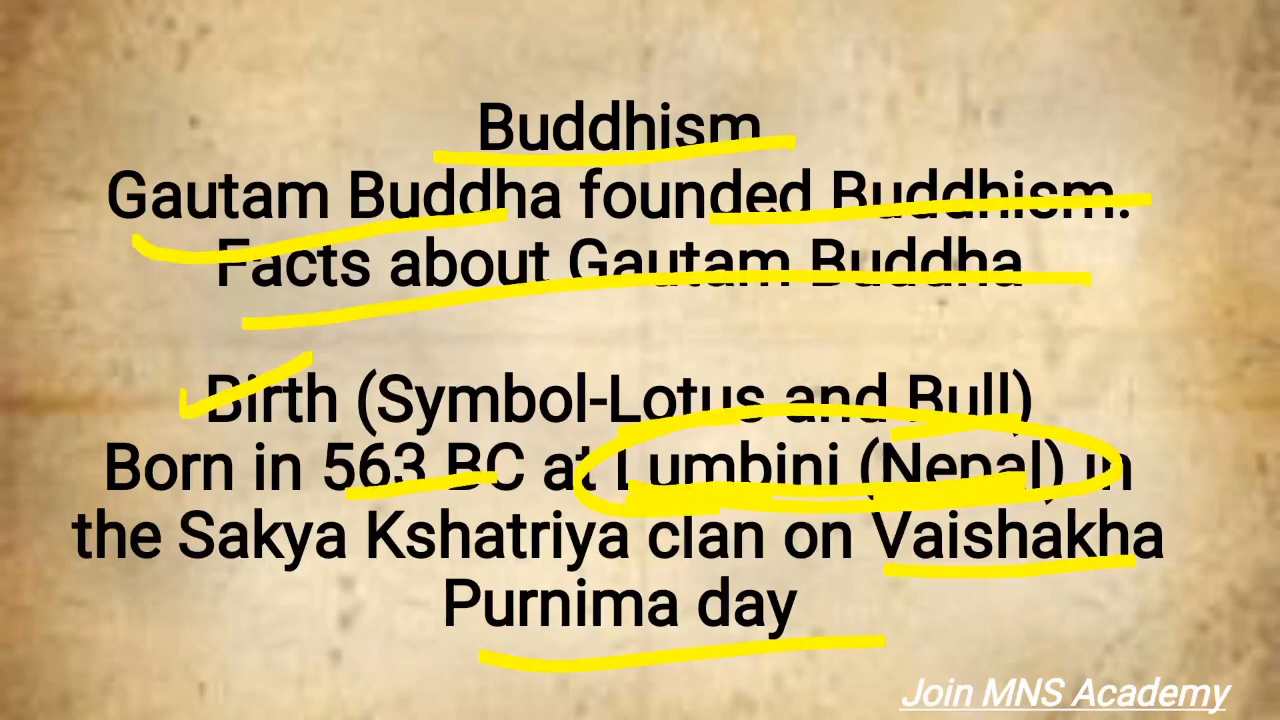 Buddhism
Gautam Buddha founded Buddhism.
Facts about Gautam Buddha
Birth (Symbol-Lotus and Bull)
Born in 563 BC at Lumbini (Nepal) in
the Sakya Kshatriya clan on Vaishakha
Purnima day
Join MNS Academy